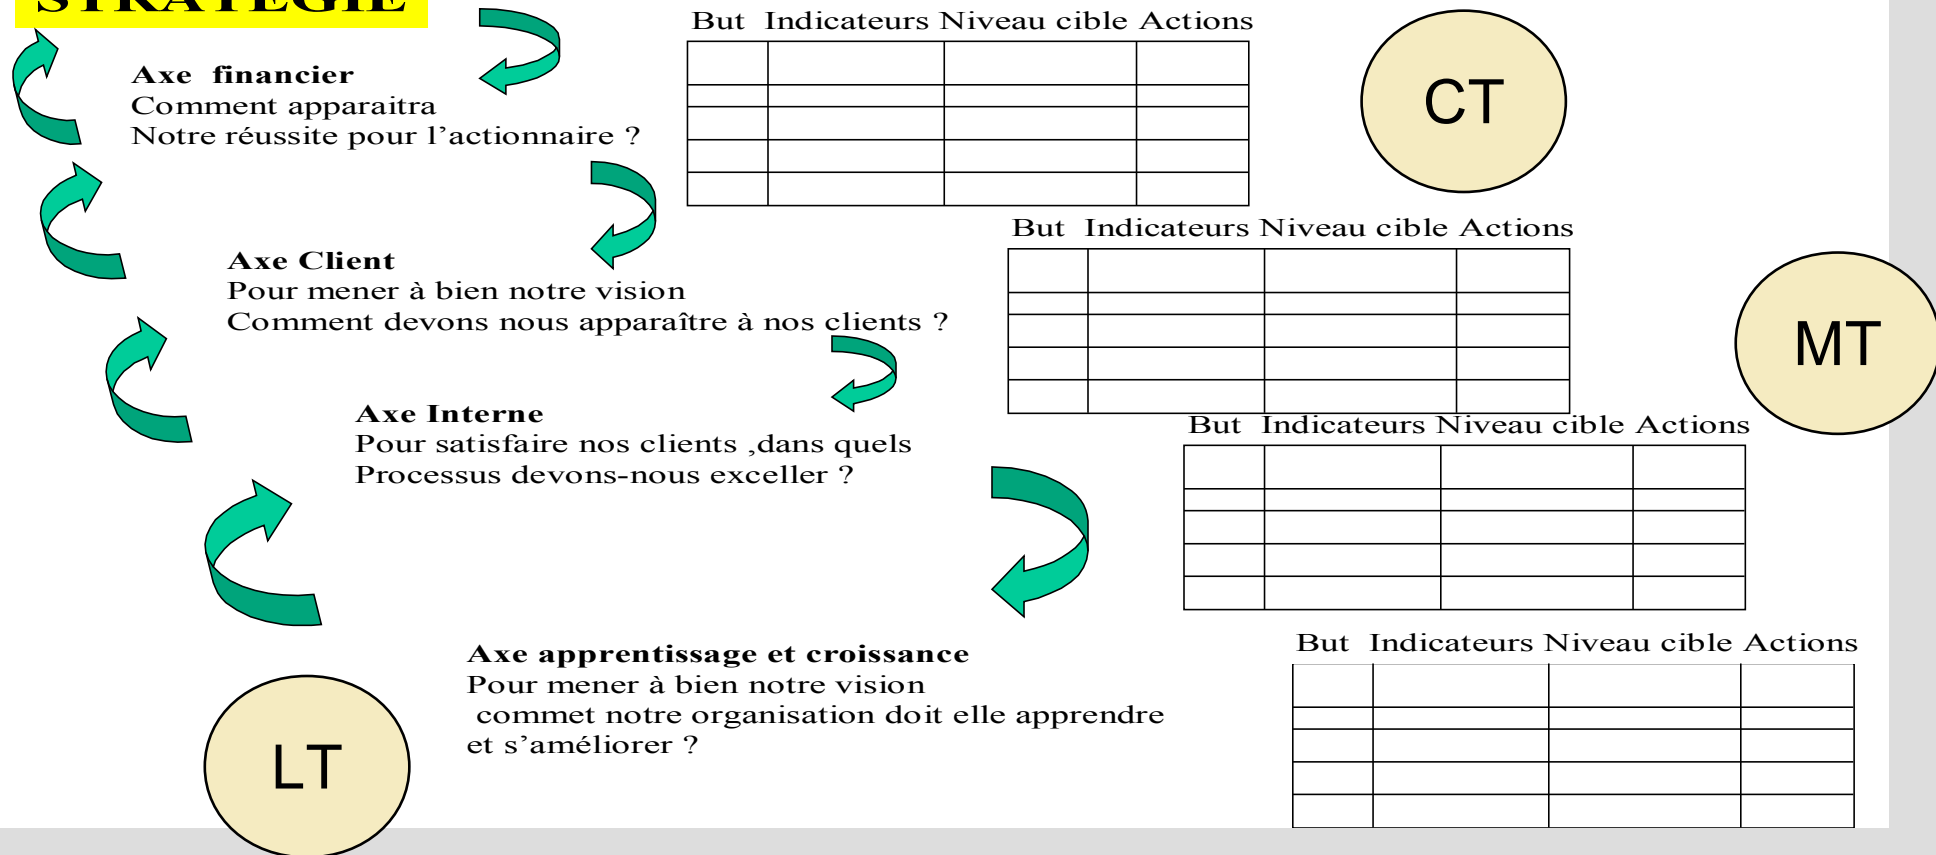 STRATEGIE
But Indicateurs Niveau cible Actions
Axe financier
Comment apparaitra
Notre réussite pour l'actionnaire ?
CT
But Indicateurs Niveau cible Actions
Axe Client
Pour mener à bien notre vision
Comment devons nous apparaître à nos clients ?
MT
Axe Interne
Pour satisfaire nos clients ,dans quels
Processus devons-nous exceller ?
But Indicateurs Niveau cible Actions
Axe apprentissage et croissance
Pour mener à bien notre vision
commet notre organisation doit elle apprendre
et s'améliorer ?
But Indicateurs Niveau cible Actions
LT